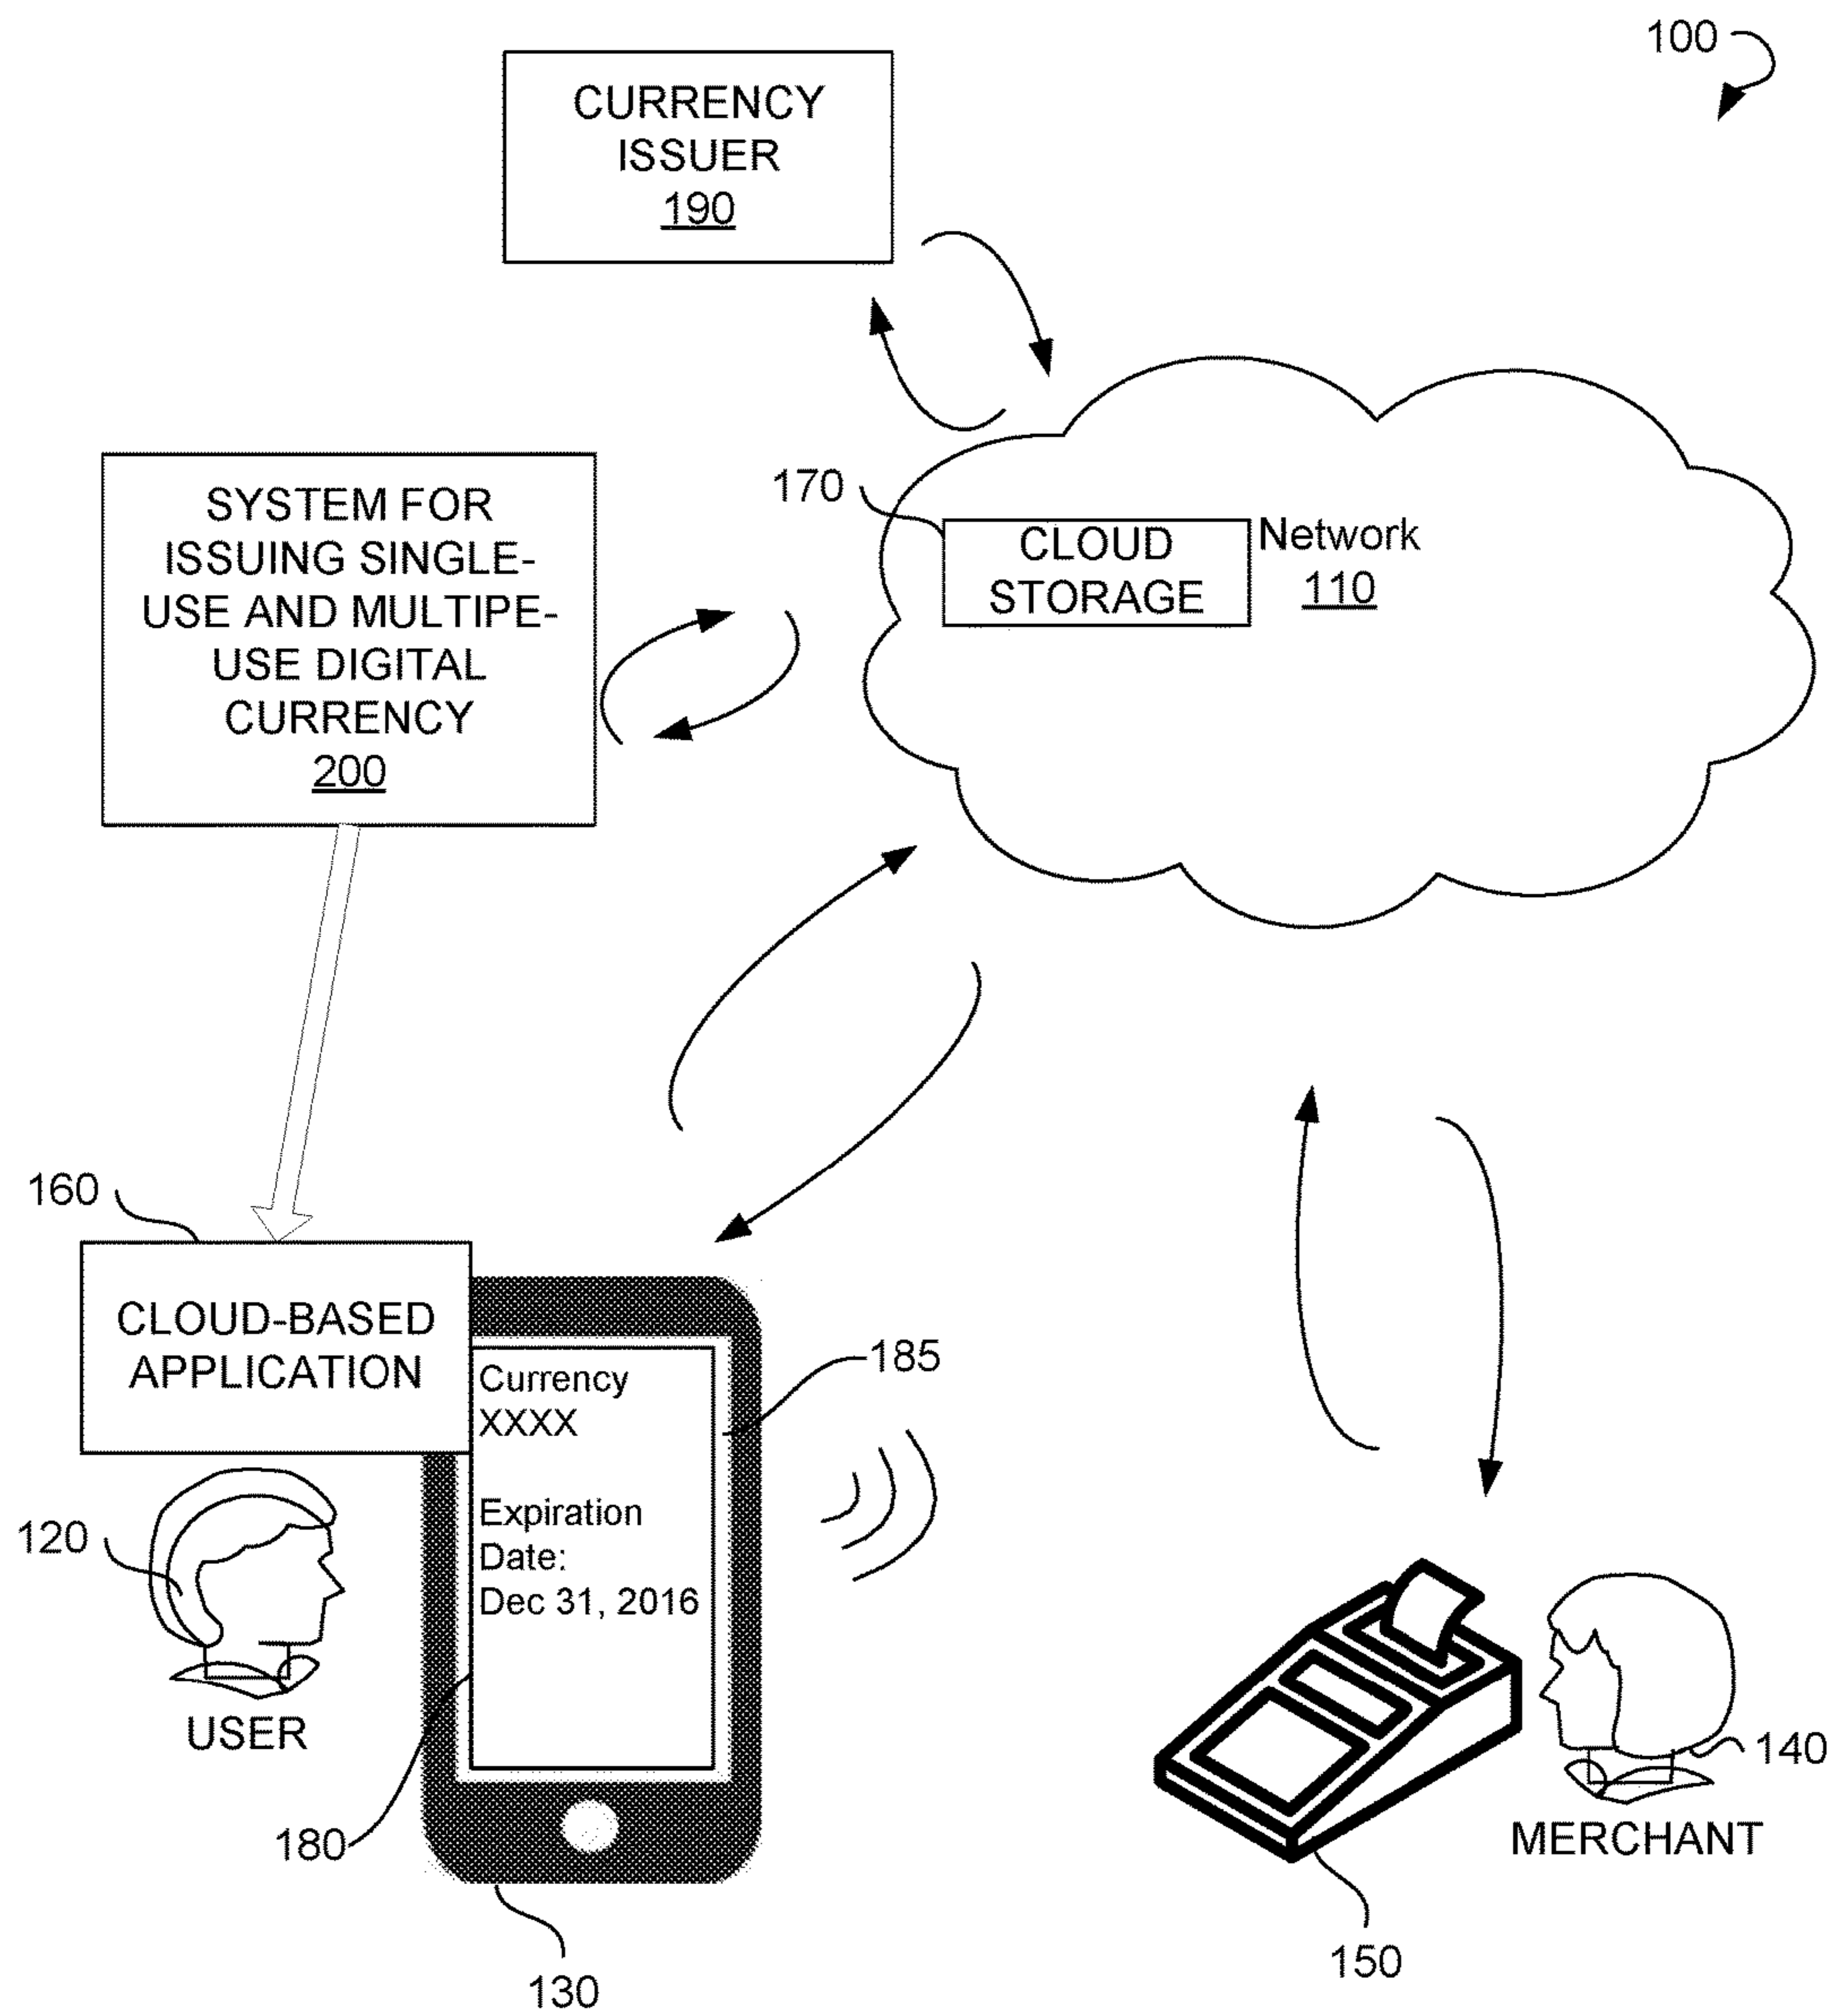 100
CURRENCY
ISSUER
190
170
CLOUD
STORAGE
Network
110
SYSTEM FOR
ISSUING SINGLE-
USE AND MULTIPE-
USE DIGITAL
CURRENCY
200
160
CLOUD-BASED
APPLICATION
185
Currency
XXXX
Expiration
Date:
Dec 31, 2016
120
USER
180
130
140
MERCHANT
150